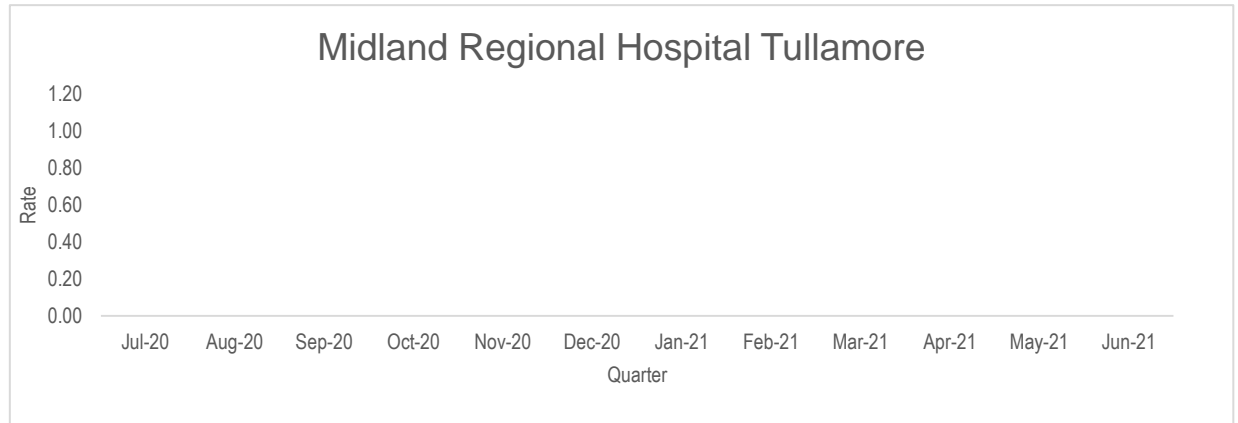 Midland Regional Hospital Tullamore
1.20
1.00
0.80
0.60
0.40
0.20
0.00
Rate
Jul-20 Aug-20 Sep-20 Oct-20 Nov-20 Dec-20 Jan-21 Feb-21 Mar-21 Apr-21 May-21 Jun-21
Quarter